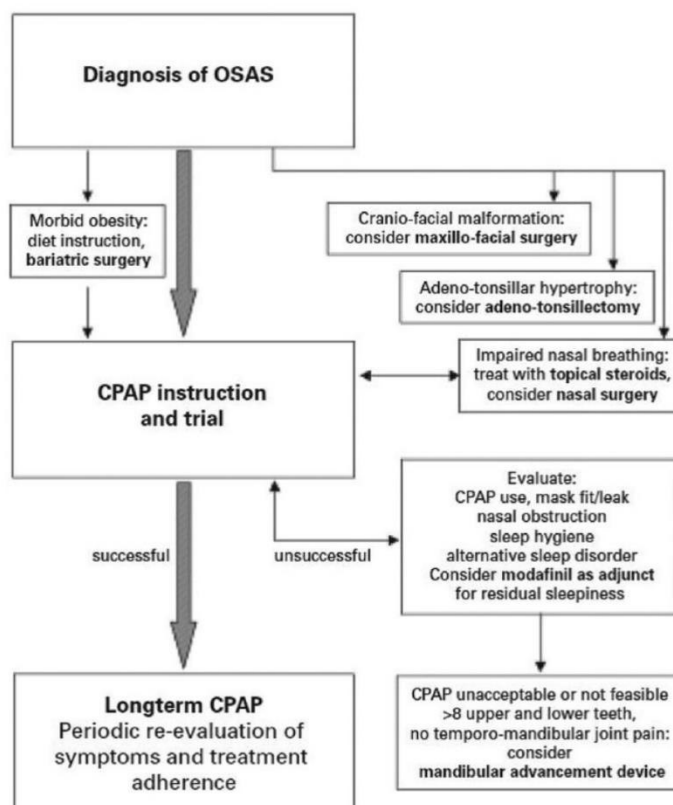 Diagnosis of OSAS
Morbid obesity:
diet instruction,
bariatric surgery
Cranio-facial malformation:
consider maxillo-facial surgery
Adeno-tonsillar hypertrophy:
consider adeno-tonsillectomy
Impaired nasal breathing:
treat with topical steroids,
consider nasal surgery
CPAP instruction
and trial
Evaluate:
CPAP use, mask fit/leak
nasal obstruction
sleep hygiene
alternative sleep disorder
Consider modafinil as adjunct
for residual sleepiness
successful
unsuccessful
Longterm CPAP
Periodic re-evaluation of
symptoms and treatment
adherence
CPAP unacceptable or not feasible
>8 upper and lower teeth,
no temporo-mandibular joint pain:
consider
mandibular advancement device